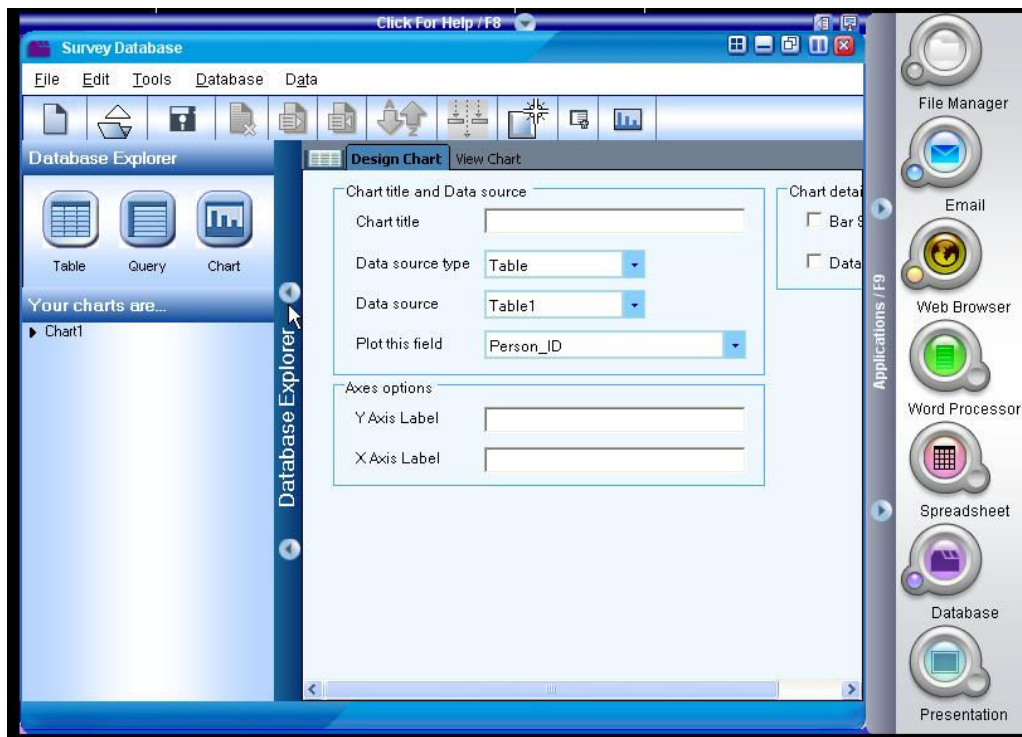 Click For Help / F8
Survey Database
File Edit Tools Database Data
Database Explorer
Table Query Chart
Your charts are...
Chart1
Database Explorer
Design Chart View Chart
Chart title and Data source
Chart title
Data source type Table
Data source Table1
Plot this field Person_ID
Axes options
Y Axis Label
X Axis Label
Chart detai
Bar S
Data
Applications / F9
File Manager
Email
Web Browser
Word Processor
Spreadsheet
Database
Presentation